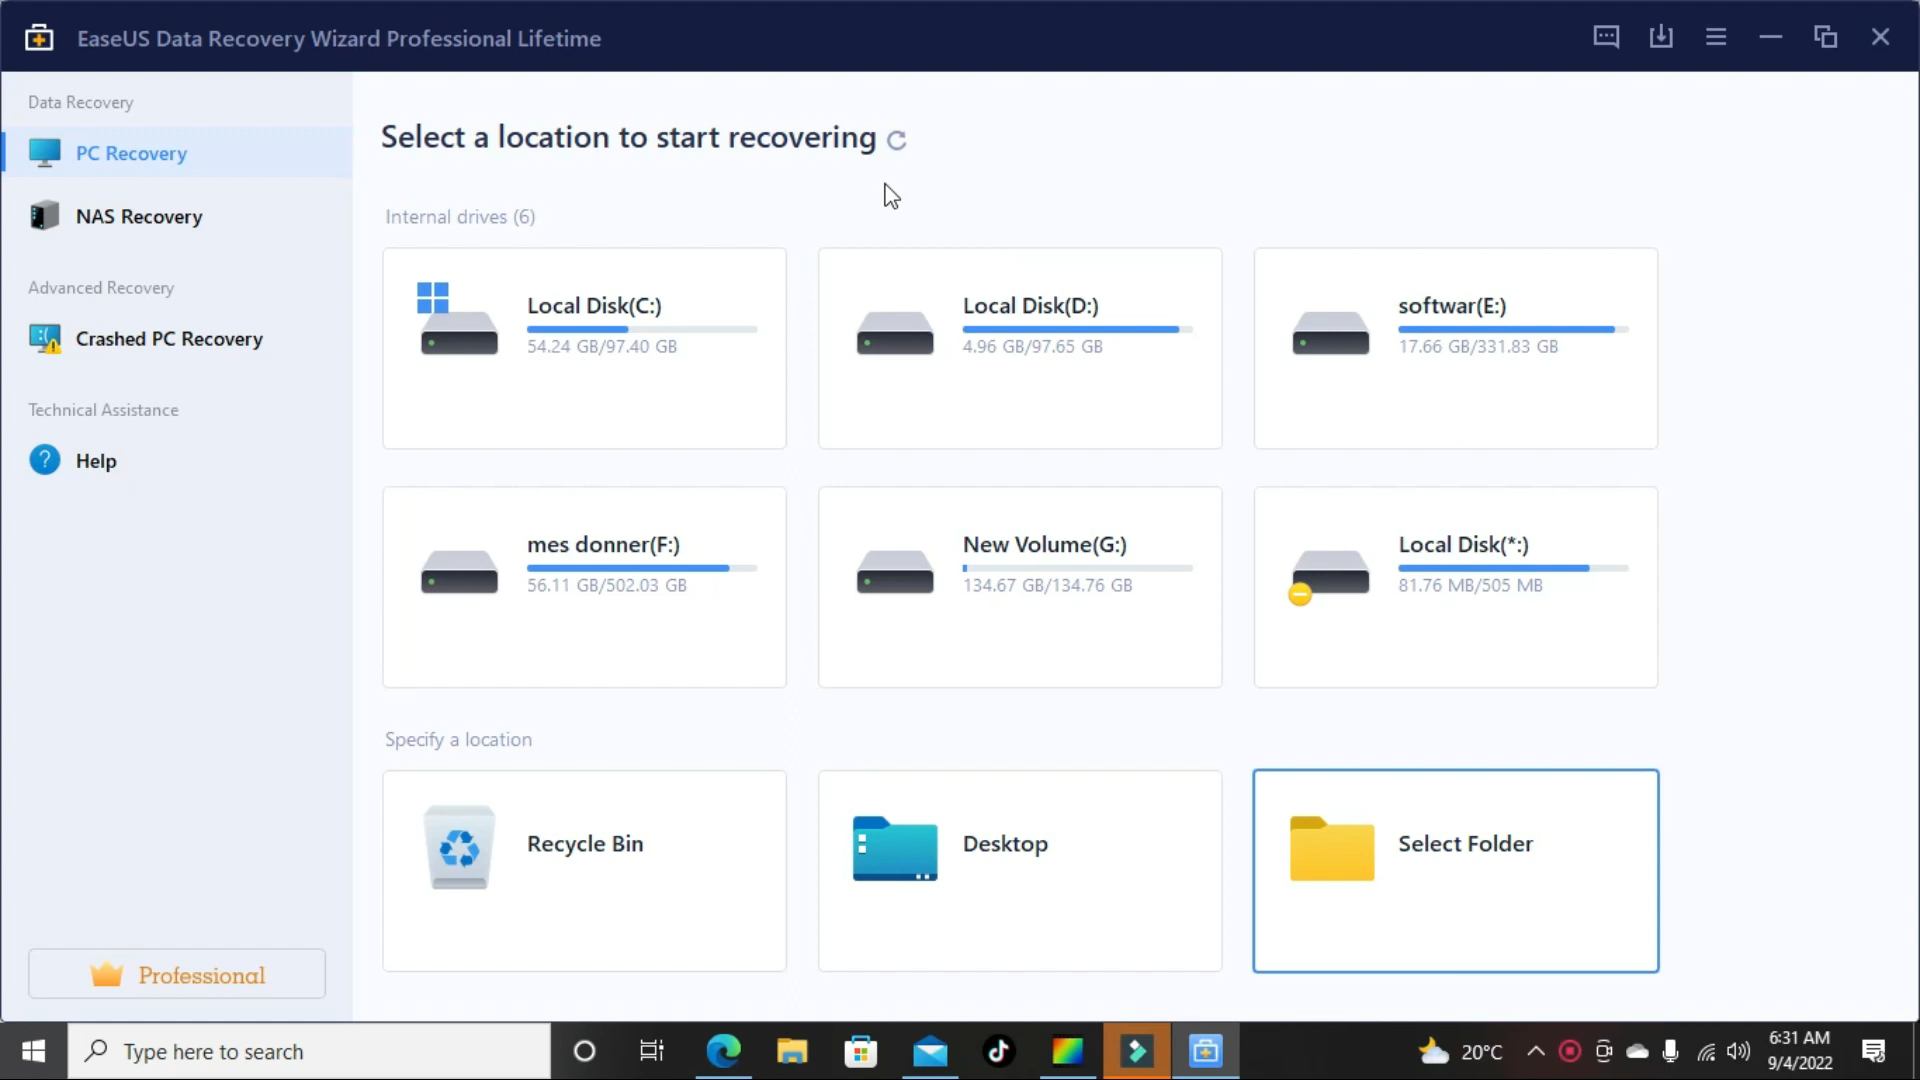 EaseUS Data Recovery Wizard Professional Lifetime
Data Recovery
PC Recovery
NAS Recovery
Advanced Recovery
Crashed PC Recovery
Technical Assistance
? Help
Professional
Select a location to start recovering
Internal drives (6)
Local Disk(C:)
54.24 GB/97.40 GB
Local Disk(D:)
4.96 GB/97.65 GB
softwar(E:)
17.66 GB/331.83 GB
mes donner(F:)
56.11 GB/502.03 GB
New Volume(G:)
134.67 GB/134.76 GB
Local Disk(*:)
81.76 MB/505 MB
Specify a location
Recycle Bin
Desktop
Select Folder
Type here to search
20°C
6:31 AM
9/4/2022